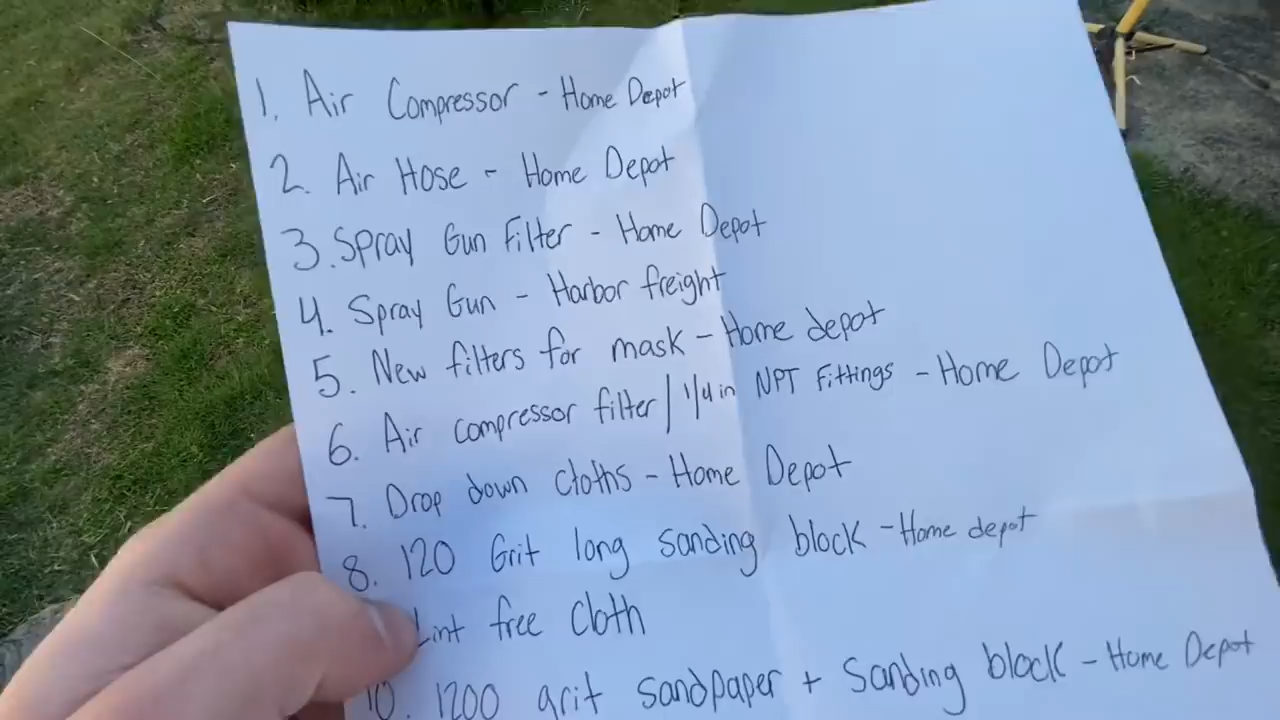 1. Air Compressor - Home Depot
2. Air Hose - Home Depot
3. Spray Gun Filter - Home Depot
4. Spray Gun - Harbor freight
5. New filters for mask - Home depot
6. Air compressor filter / 1/4 in NPT Fittings - Home Depot
7. Drop down cloths - Home Depot
8. 120 Grit long sanding block - Home depot
Lint free cloth
10. 1200 grit sandpaper + Sanding block - Home Depot